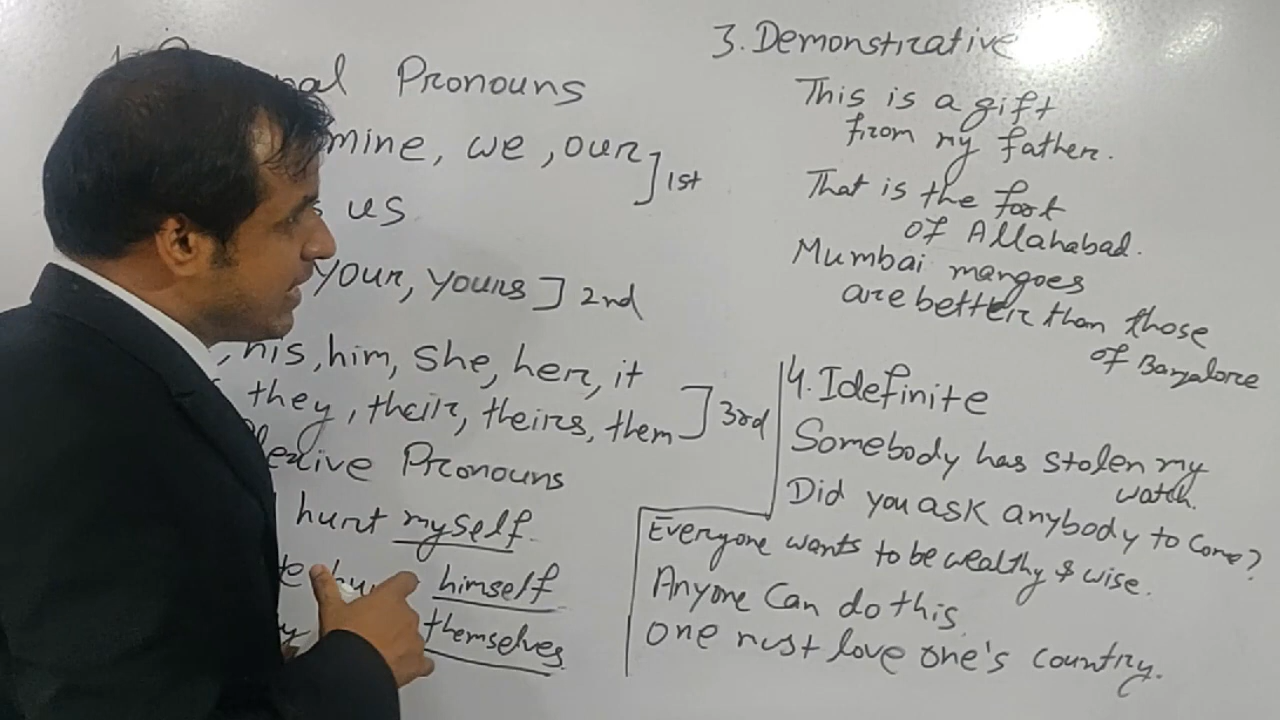 Pronouns
mine, we, our
us ] 1st
your, yours ] 2nd
, his, him, she, her, it
they, their, theirs, them ] 3rd
Pronouns
hurt myself.
himself
themselves.
3. Demonstrative
This is a gift
from my father.
That is the fort
of Allahabad.
Mumbai mangoes
are better than those
of Bangalore
4. Idefinite
Somebody has stolen my
watch.
Did you ask anybody to come?
Everyone wants to be wealthy & wise.
Anyone can do this
One must love one's country.